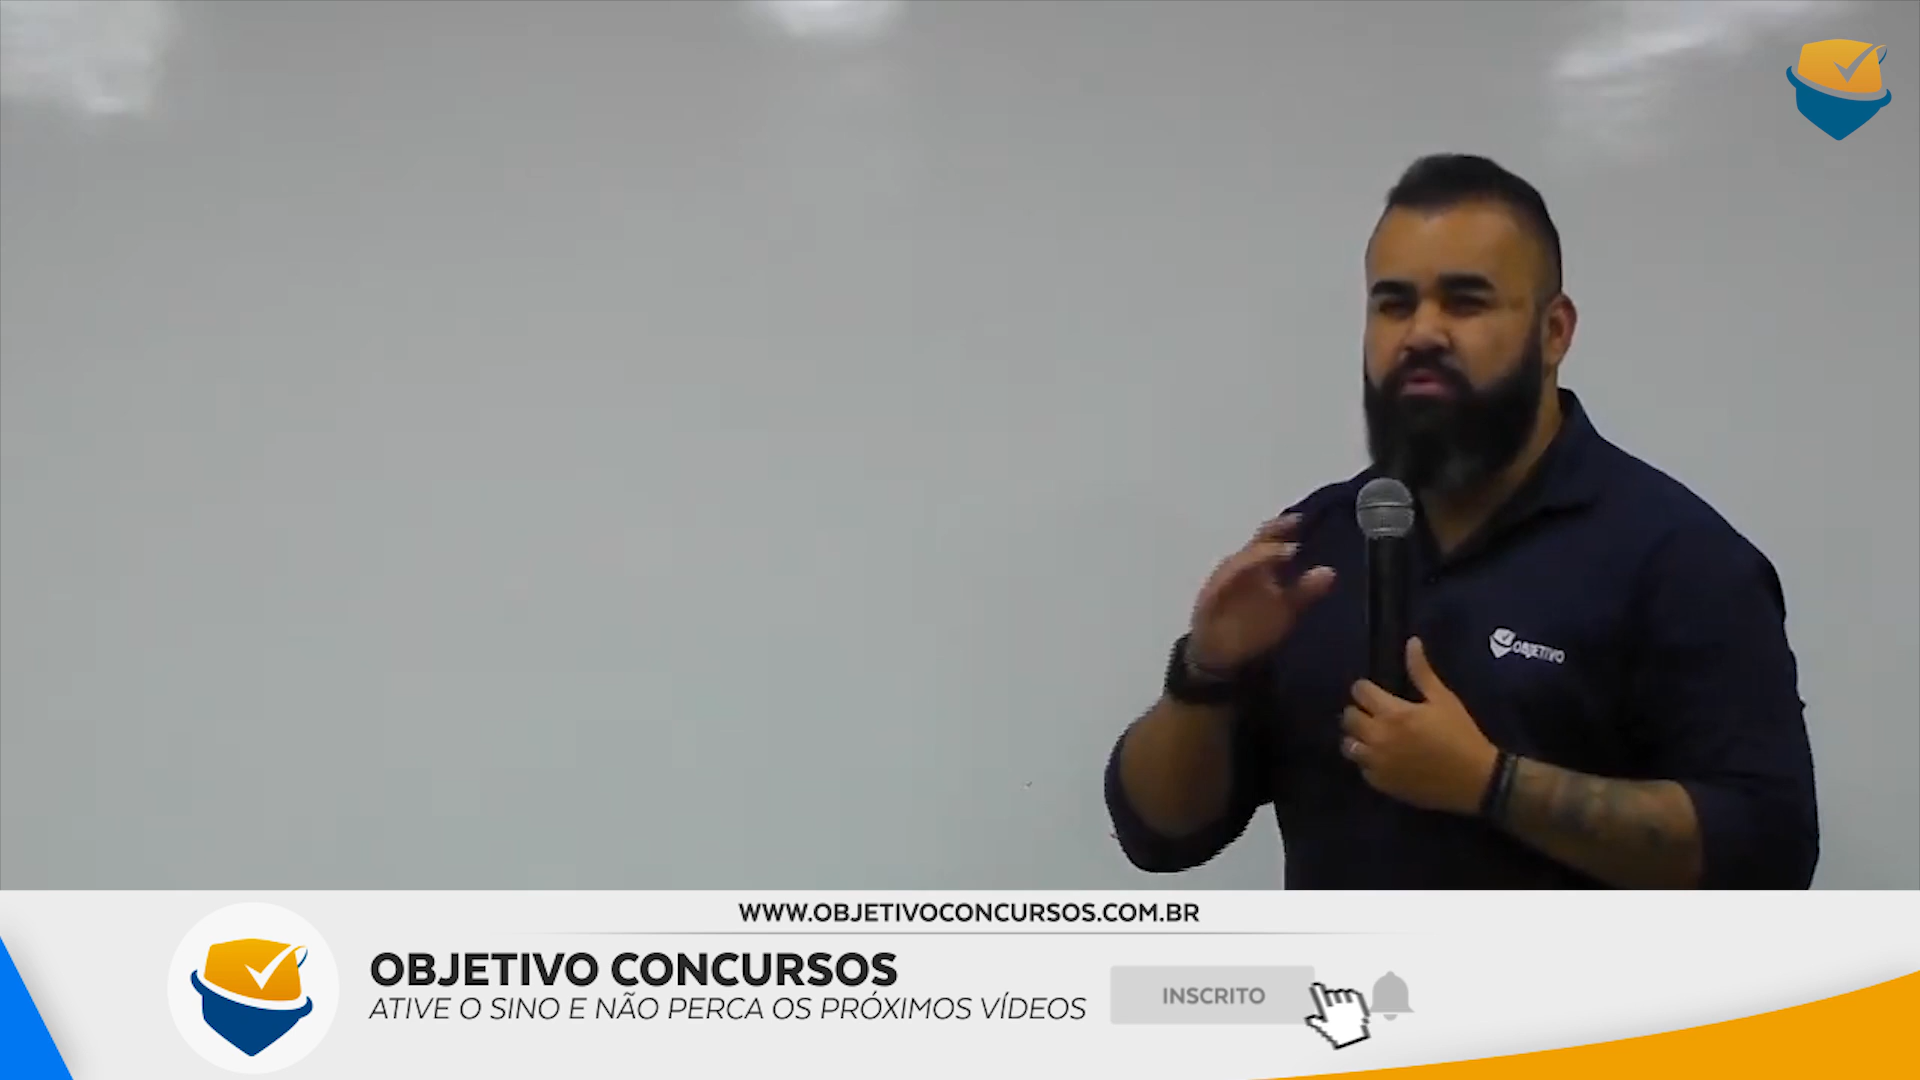 OBJETIVO
WWW.OBJETIVOCONCURSOS.COM.BR
OBJETIVO CONCURSOS
ATIVE O SINO E NÃO PERCA OS PRÓXIMOS VÍDEOS
INSCRITO